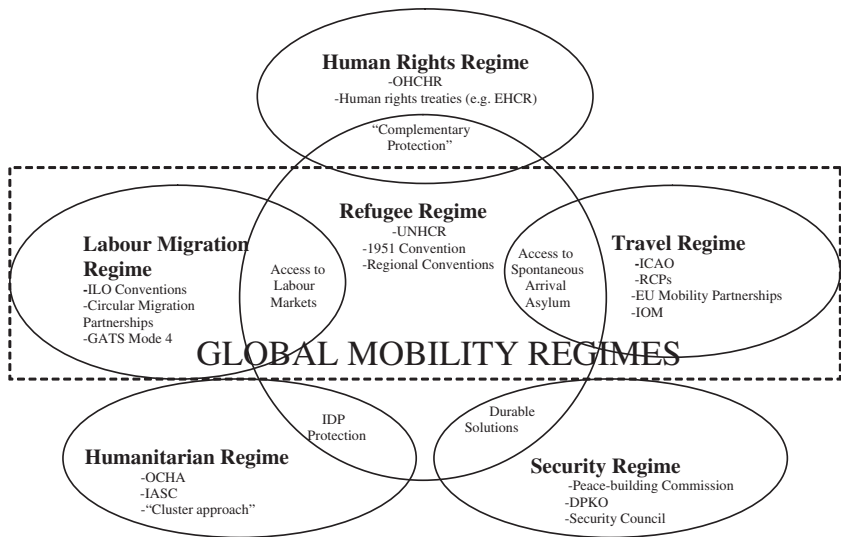 Human Rights Regime
-OHCHR
-Human rights treaties (e.g. EHCR)
“Complementary
Protection”
Refugee Regime
-UNHCR
-1951 Convention
-Regional Conventions
Labour Migration
Regime
-ILO Conventions
-Circular Migration
Partnerships
-GATS Mode 4
Access to
Labour
Markets
Access to
Spontaneous
Arrival
Asylum
Travel Regime
-ICAO
-RCPs
-EU Mobility Partnerships
-IOM
GLOBAL MOBILITY REGIMES
IDP
Protection
Durable
Solutions
Humanitarian Regime
-OCHA
-IASC
-“Cluster approach”
Security Regime
-Peace-building Commission
-DPKO
-Security Council